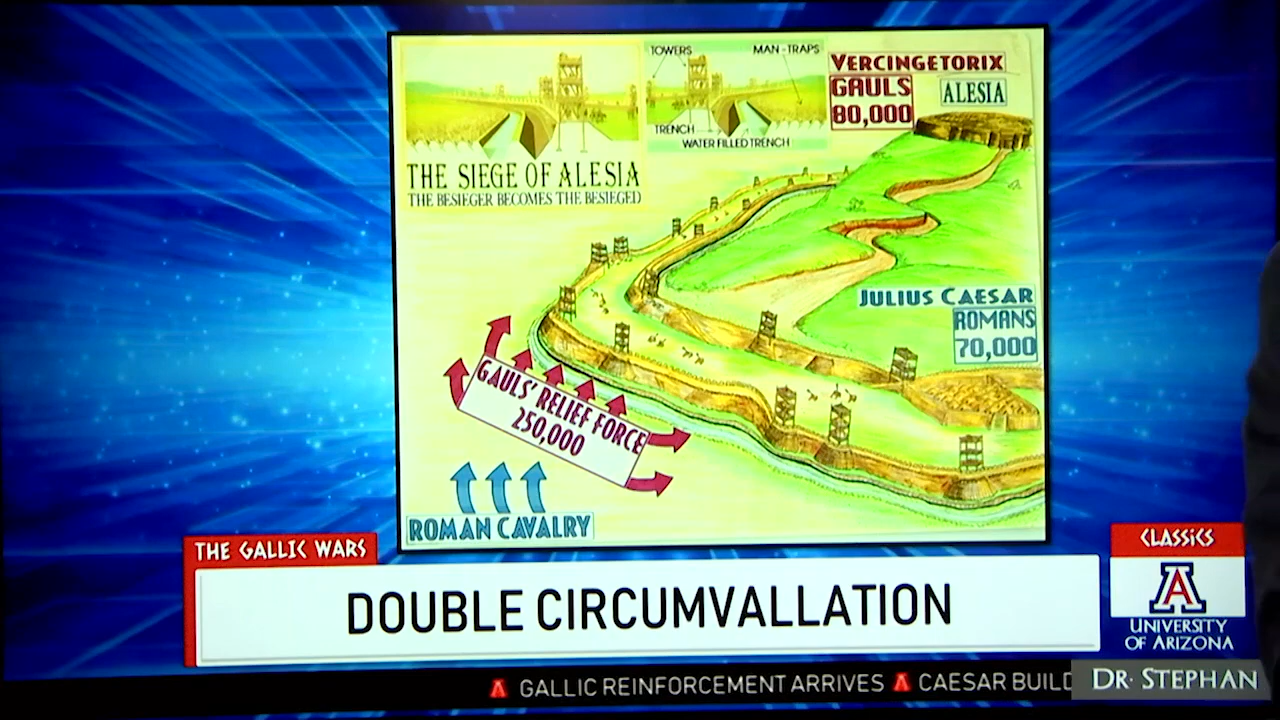 TOWERS
MAN-TRAPS
TRENCH
WATER FILLED TRENCH
THE SIEGE OF ALESIA
THE BESIEGER BECOMES THE BESIEGED
VERCINGETORIX
GAULS
80,000
ALESIA
JULIUS CAESAR
ROMANS
70,000
GAULS' RELIEF FORCE
250,000
ROMAN CAVALRY
THE GALLIC WARS
DOUBLE CIRCUMVALLATION
CLASSICS
A
UNIVERSITY
OF ARIZONA
A GALLIC REINFORCEMENT ARRIVES A CAESAR BUILD
DR. STEPHAN